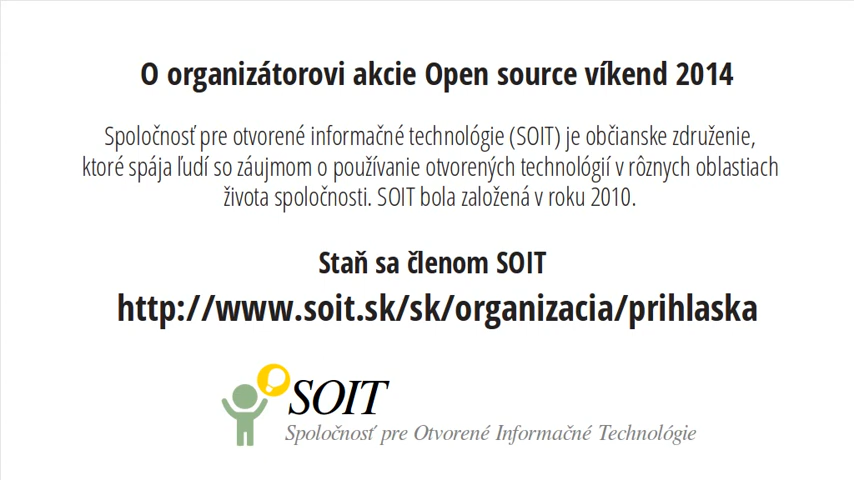 O organizátorovi akcie Open source víkend 2014
Spoločnosť pre otvorené informačné technológie (SOIT) je občianske združenie,
ktoré spája ľudí so záujmom o používanie otvorených technológií v rôznych oblastiach
života spoločnosti. SOIT bola založená v roku 2010.
Staň sa členom SOIT
http://www.soit.sk/sk/organizacia/prihlaska
SOIT
Spoločnosť pre Otvorené Informačné Technológie